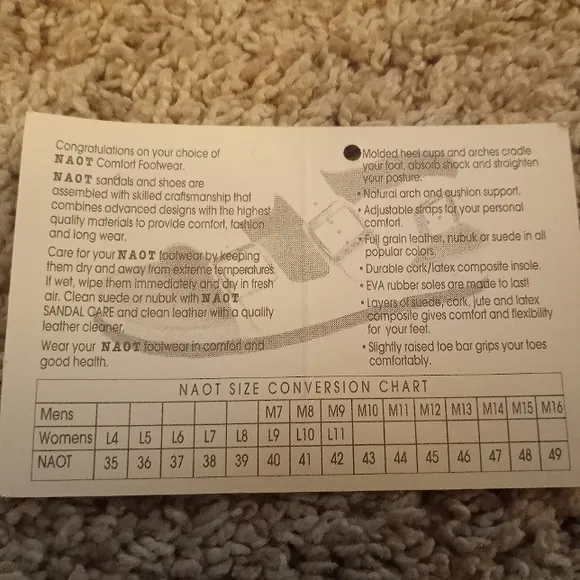 Congratulations on your choice of
NAOT Comfort Footwear.
NAOT sandals and shoes are
assembled with skilled craftsmanship that
combines advanced designs with the highest
quality materials to provide comfort, fashion
and long wear.
Care for your NAOT footwear by keeping
them dry and away from extreme temperatures.
If wet, wipe them immediately and dry in fresh
air. Clean suede or nubuk with NAOT
SANDAL CARE and clean leather with a quality
leather cleaner.
Wear your NAOT footwear in comfort and
good health.
Molded heel cups and arches cradle
your foot, absorb shock and straighten
your posture.
• Natural arch and cushion support.
• Adjustable straps for your personal
comfort.
• Full grain leather, nubuk or suede in all
popular colors.
• Durable cork/latex composite insole.
• EVA rubber soles are made to last!
• Layers of suede, cork, jute and latex
composite gives comfort and flexibility
for your feet.
• Slightly raised toe bar grips your toes
comfortably.
NAOT SIZE CONVERSION CHART
Mens M7 M8 M9 M10 M11 M12 M13 M14 M15 M16
Womens L4 L5 L6 L7 L8 L9 L10 L11
NAOT 35 36 37 38 39 40 41 42 43 44 45 46 47 48 49